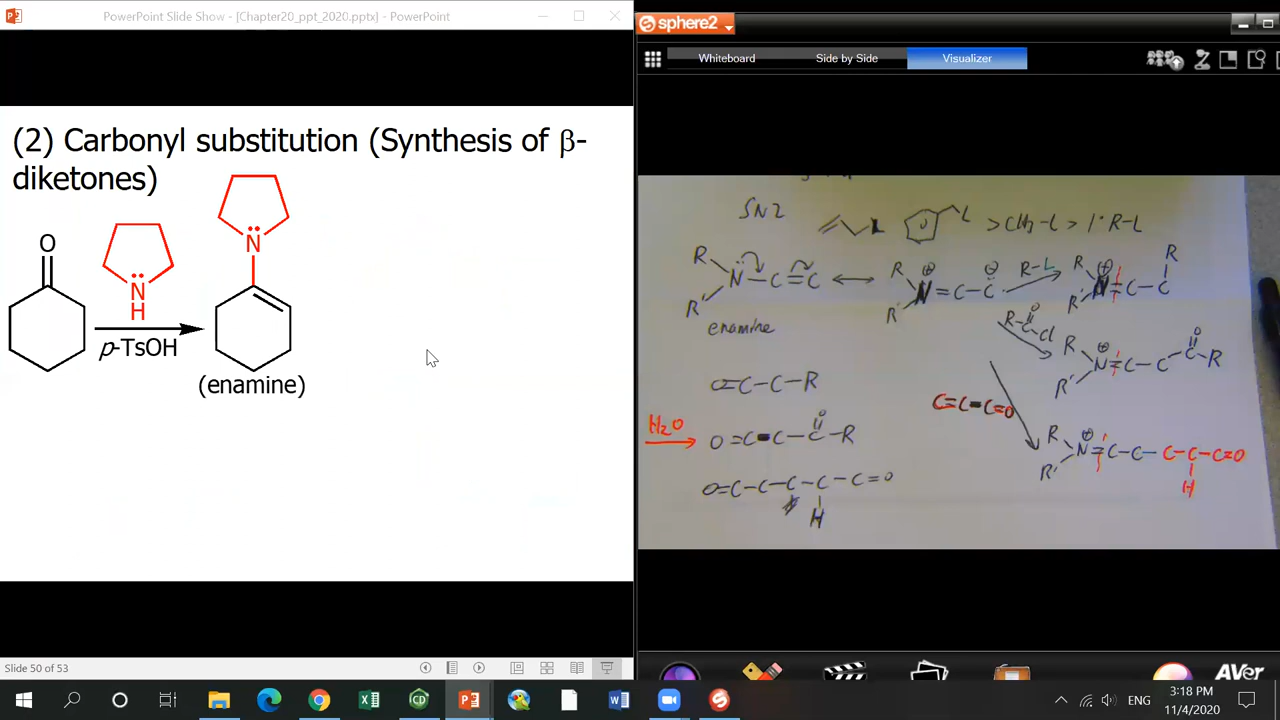 PowerPoint Slide Show - [Chapter20_ppt_2020.pptx] - PowerPoint
(2) Carbonyl substitution (Synthesis of β-
diketones)
N
O
N
H
p-TsOH
(enamine)
Slide 50 of 53
sphere2
Whiteboard Side by Side Visualizer
SN2
L > CH3-L > 1° R-L
R
R'
N-C=C
R
R'
N=C-C
⊕ ⊖
R-L
R
R'
N=C-C
⊕
R
enamine
R-C-Cl
O
R
R'
N=C-C-C-R
⊕
O
O=C-C-R
C=C-C=O
H2O
O=C-C-C-R
O
R
R'
N=C-C-C-C-C=O
⊕
H
O=C-C-C-C-C=O
H
AVer
ENG
3:18 PM
11/4/2020